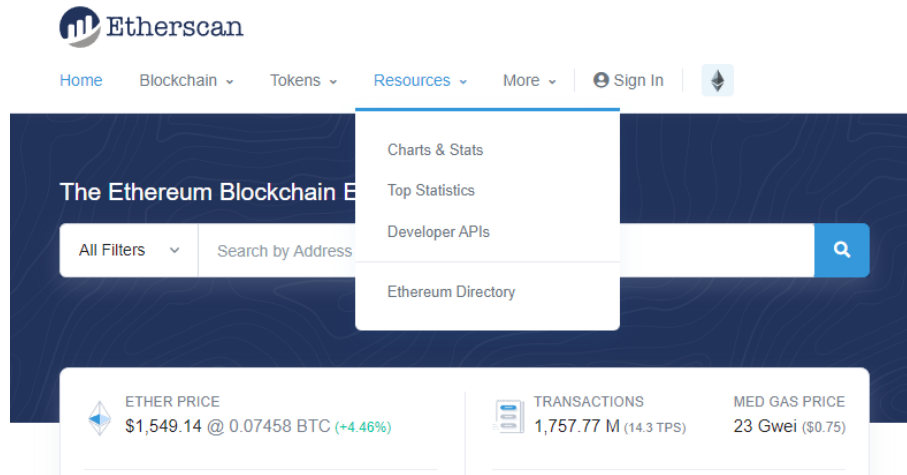 Etherscan
Home Blockchain Tokens Resources More Sign In
Charts & Stats
Top Statistics
Developer APIs
Ethereum Directory
The Ethereum Blockchain E
All Filters Search by Address
ETHER PRICE
$1,549.14 @ 0.07458 BTC (+4.46%)
TRANSACTIONS
1,757.77 M (14.3 TPS)
MED GAS PRICE
23 Gwei ($0.75)